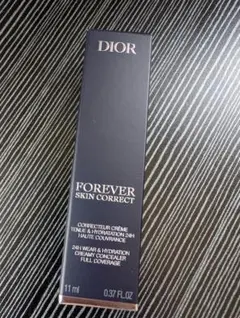 DIOR
FOREVER
SKIN CORRECT
CORRECTEUR CRÈME
TENUE & HYDRATATION 24H
HAUTE COUVRANCE
24H WEAR & HYDRATION
CREAMY CONCEALER
FULL COVERAGE
11 ml 0.37 FL.OZ